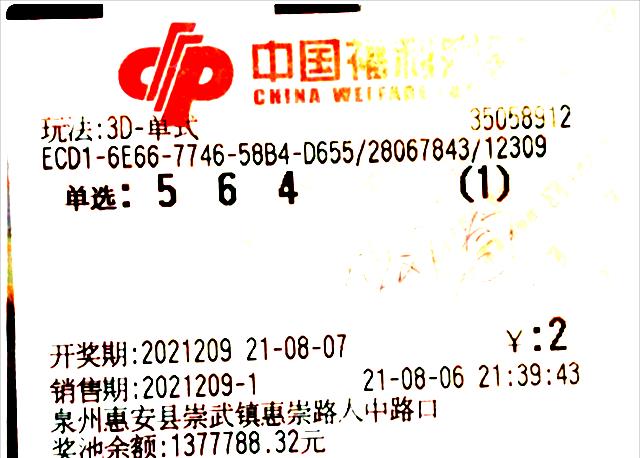 中国福利
CHINA WELFARE
玩法:3D-单式 35058912
ECD1-6E66-7746-58B4-D655/28067843/12309
单选: 5 6 4 (1)
开奖期:2021209 21-08-07 ￥:2
销售期:2021209-1 21-08-06 21:39:43
泉州惠安县崇武镇惠崇路人中路口
奖池余额:1377788.32元